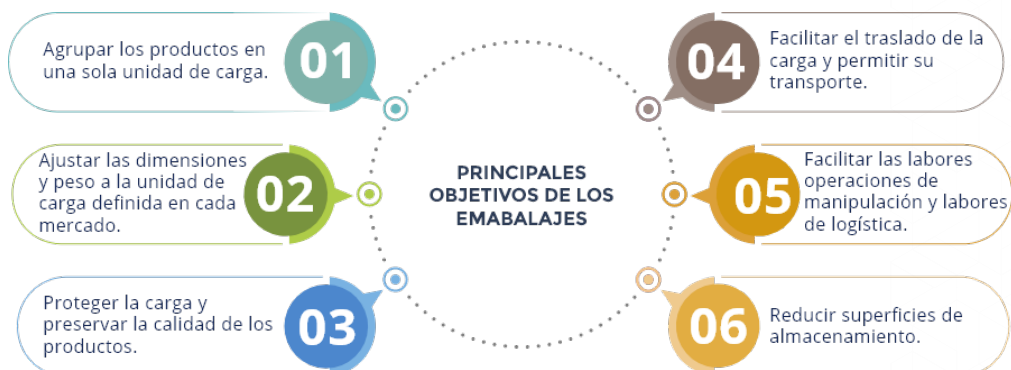 01
Agrupar los productos en
una sola unidad de carga.
02
Ajustar las dimensiones
y peso a la unidad de
carga definida en cada
mercado.
03
Proteger la carga y
preservar la calidad de los
productos.
PRINCIPALES
OBJETIVOS DE LOS
EMABALAJES
04
Facilitar el traslado de la
carga y permitir su
transporte.
05
Facilitar las labores
operaciones de
manipulación y labores
de logística.
06
Reducir superficies de
almacenamiento.